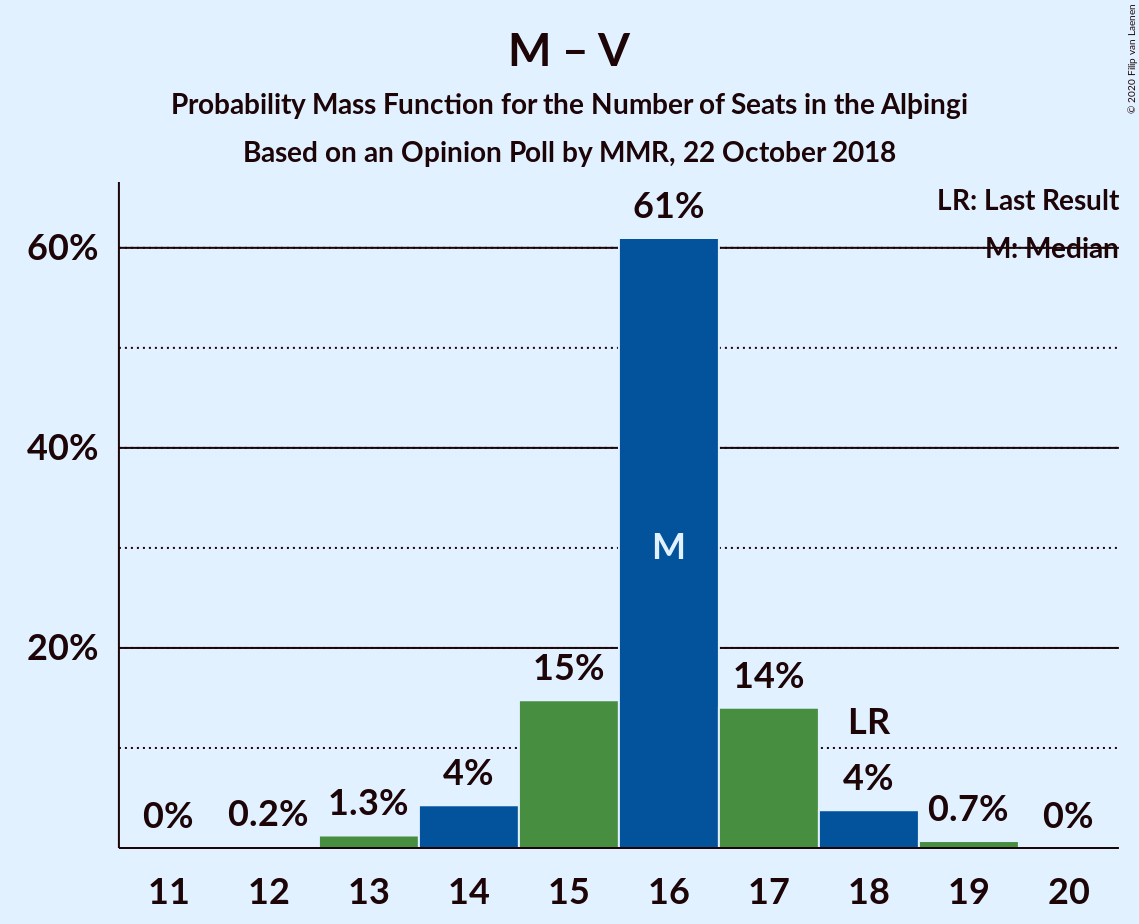 M – V
Probability Mass Function for the Number of Seats in the Alþingi
Based on an Opinion Poll by MMR, 22 October 2018
© 2020 Filip van Laenen
LR: Last Result
M: Median
61%
60%
40%
M
20%
15%
14%
LR
4%
4%
1.3%
0.7%
0.2%
0%
0%
11 12 13 14 15 16 17 18 19 20